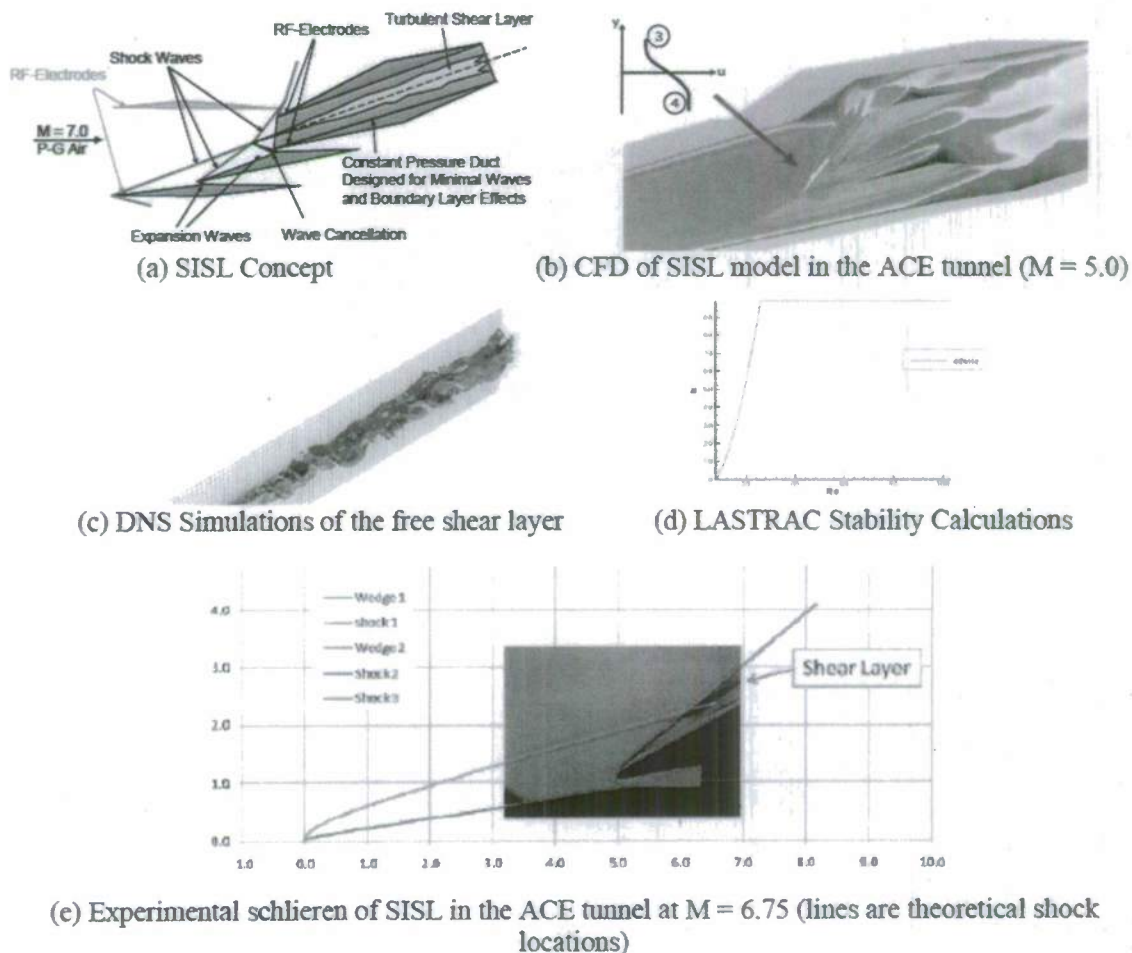 RF-Electrodes
Turbulent Shear Layer
Shock Waves
RF-Electrodes
M = 7.0
P-G Air
Constant Pressure Duct
Designed for Minimal Waves
and Boundary Layer Effects
Expansion Waves
Wave Cancellation
(a) SISL Concept
y
3
u
4
(b) CFD of SISL model in the ACE tunnel (M = 5.0)
(c) DNS Simulations of the free shear layer
(d) LASTRAC Stability Calculations
Wedge 1
shock 1
Wedge 2
Shock2
Shock3
Shear Layer
4.0
3.0
2.0
1.0
0.0
1.0 0.0 1.0 2.0 3.0 4.0 5.0 6.0 7.0 8.0 9.0 10.0
(e) Experimental schlieren of SISL in the ACE tunnel at M = 6.75 (lines are theoretical shock
locations)